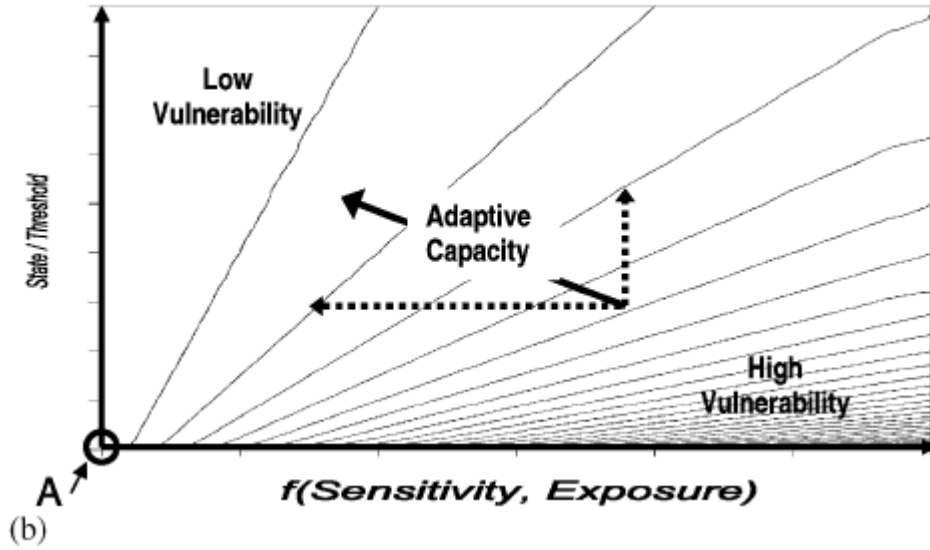 Low
Vulnerability
State / Threshold
Adaptive
Capacity
High
Vulnerability
A
f(Sensitivity, Exposure)
(b)